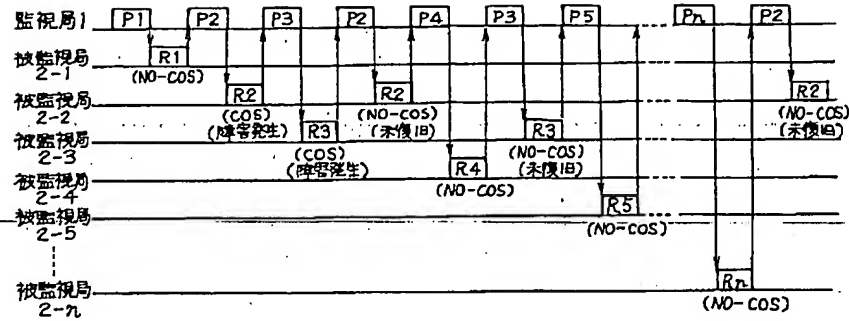 監視局1 P1 P2 P3 P2 P4 P3 P5 Pn P2
被監視局 2-1 R1
(NO-COS)
被監視局 2-2 R2 R2 R2
(COS) (NO-COS) (NO-COS)
(障害発生) (未復旧) (未復旧)
被監視局 2-3 R3 R3
(COS) (NO-COS)
(障害発生) (未復旧)
被監視局 2-4 R4
(NO-COS)
被監視局 2-5 R5
(NO-COS)
被監視局 2-n Rn
(NO-COS)